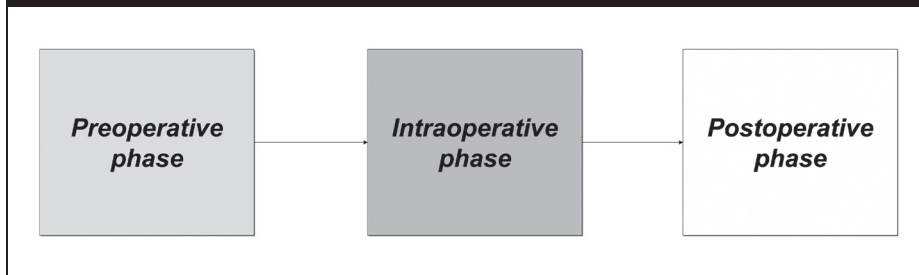 Preoperative
phase
Intraoperative
phase
Postoperative
phase